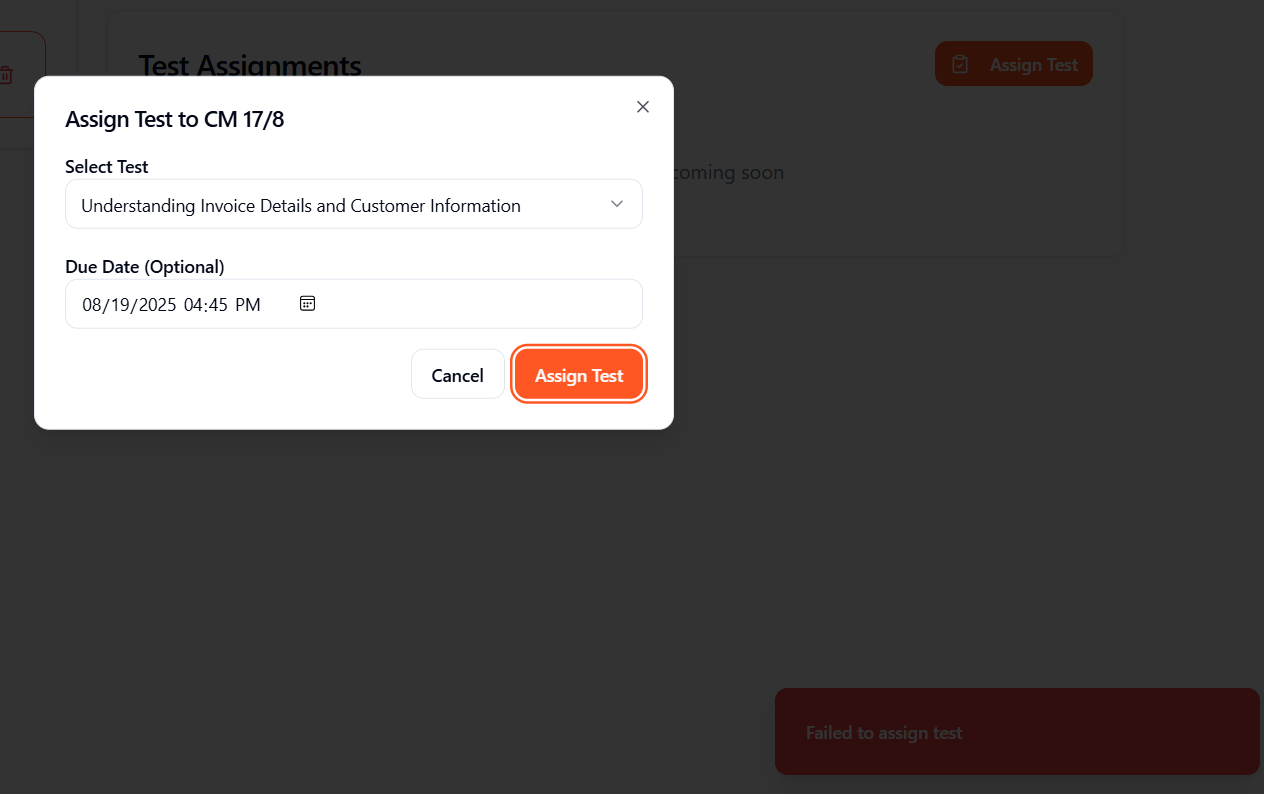 Test Assignments
Assign Test
Assign Test to CM 17/8
Select Test
coming soon
Understanding Invoice Details and Customer Information
Due Date (Optional)
08/19/2025 04:45 PM
Cancel
Assign Test
Failed to assign test